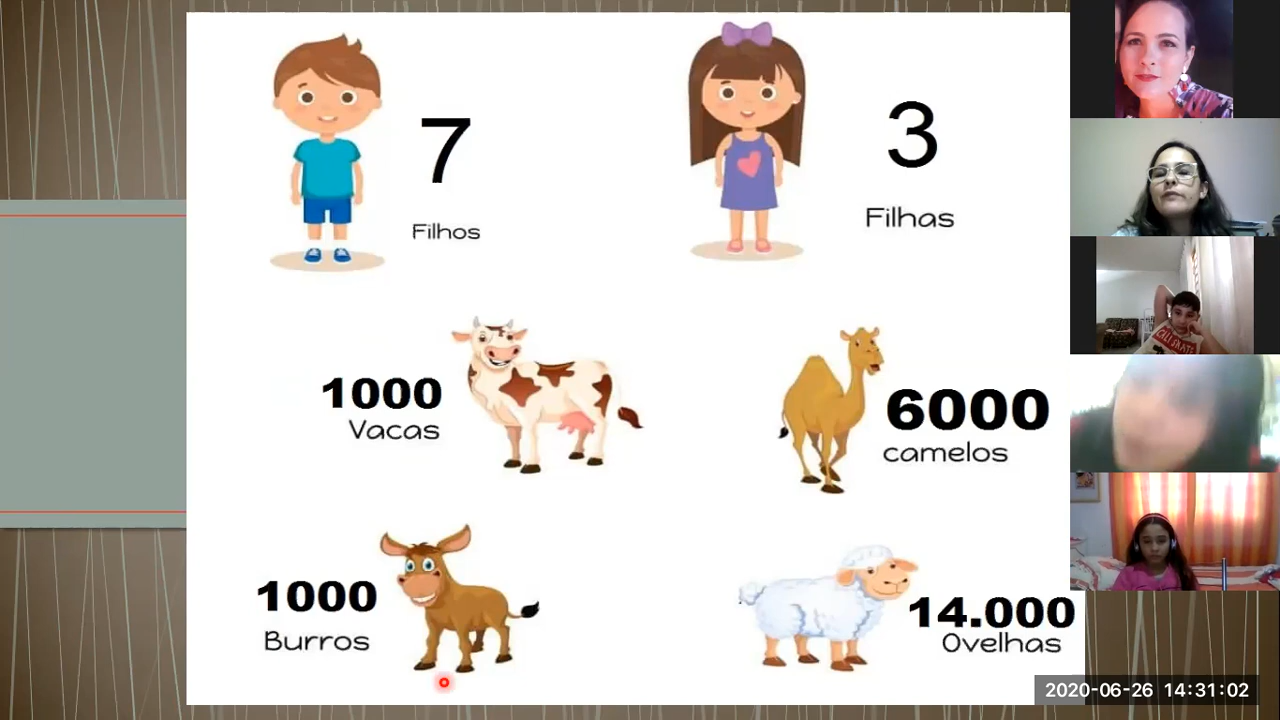 7
Filhos
3
Filhas
1000
Vacas
6000
camelos
1000
Burros
14.000
Ovelhas
2020-06-26 14:31:02